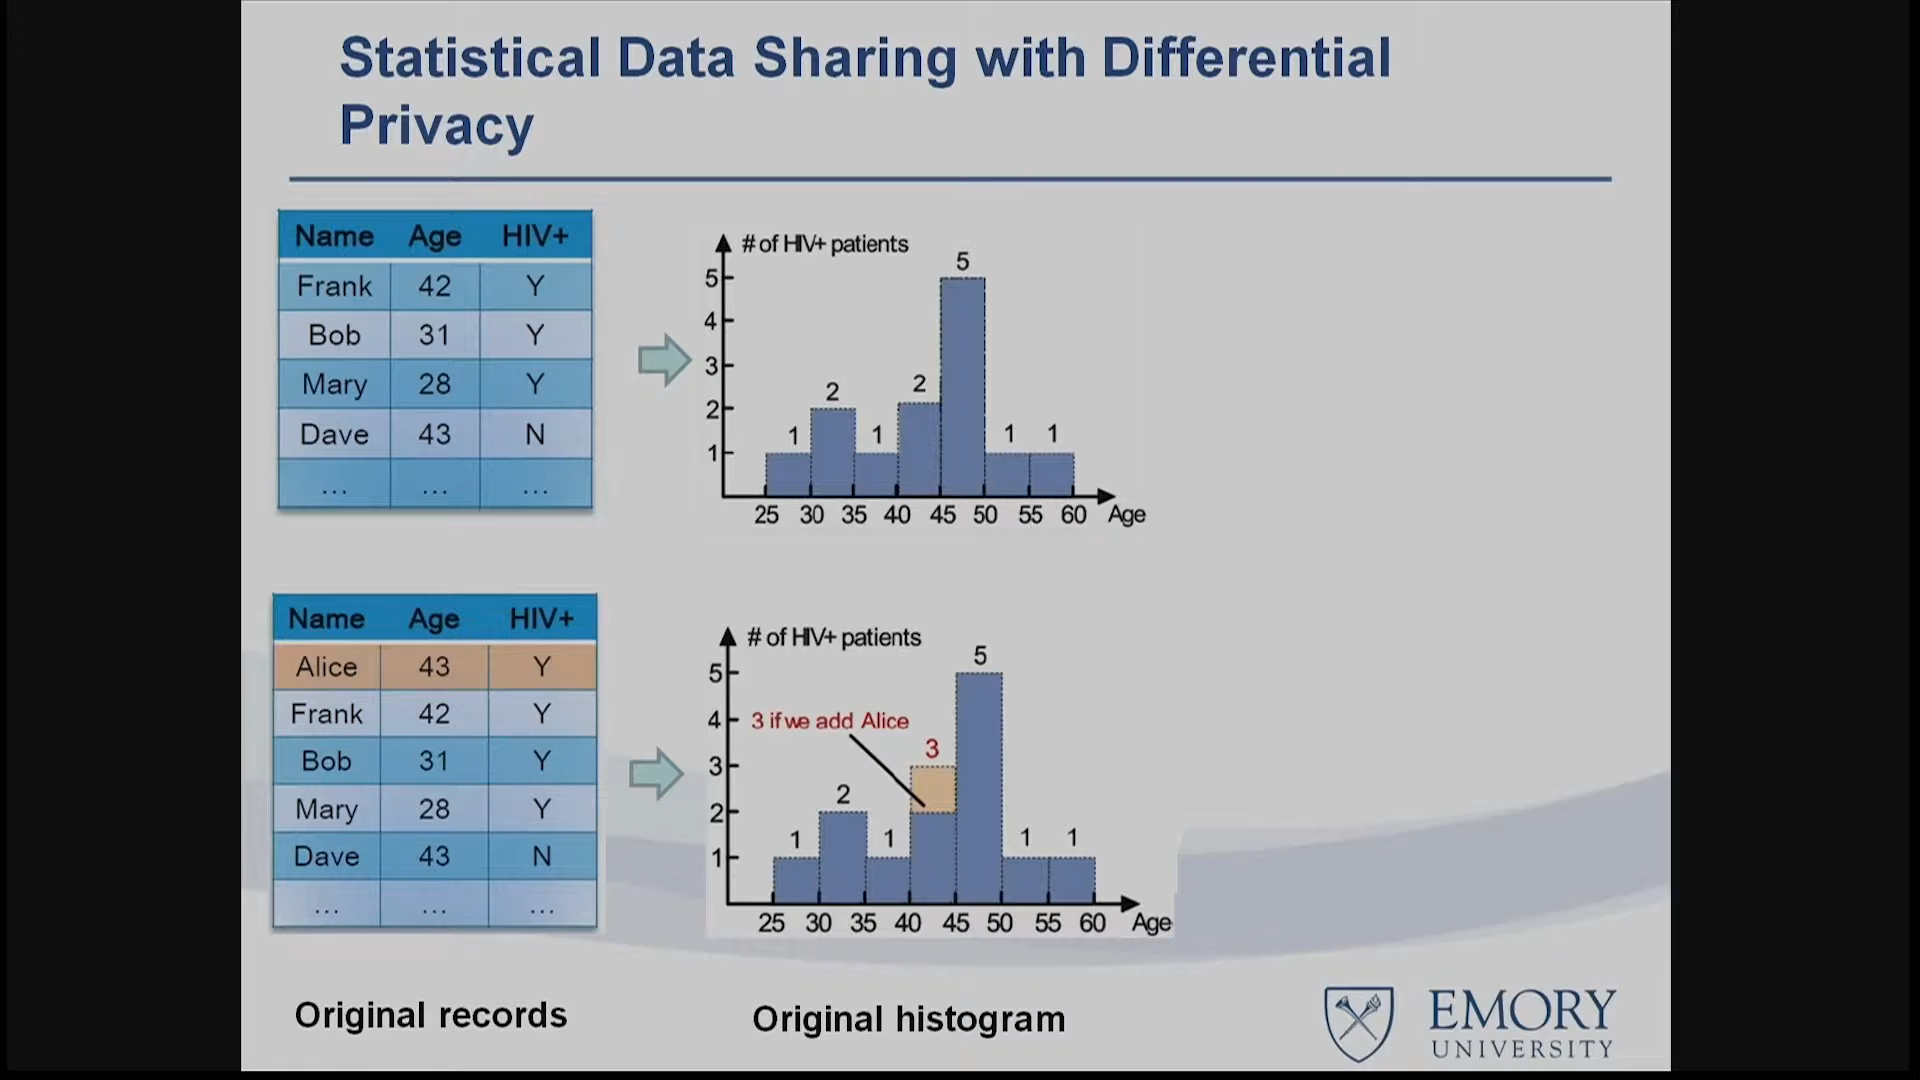 Statistical Data Sharing with Differential
Privacy
Name Age HIV+
Frank 42 Y
Bob 31 Y
Mary 28 Y
Dave 43 N
... ... ...
# of HIV+ patients
5
5
4
3
2
2
2
1
1
1
1
1
25 30 35 40 45 50 55 60 Age
Name Age HIV+
Alice 43 Y
Frank 42 Y
Bob 31 Y
Mary 28 Y
Dave 43 N
... ... ...
# of HIV+ patients
5
5
4 3 if we add Alice
3
3
2
2
1
1
1
1
1
25 30 35 40 45 50 55 60 Age
Original records
Original histogram
EMORY
UNIVERSITY